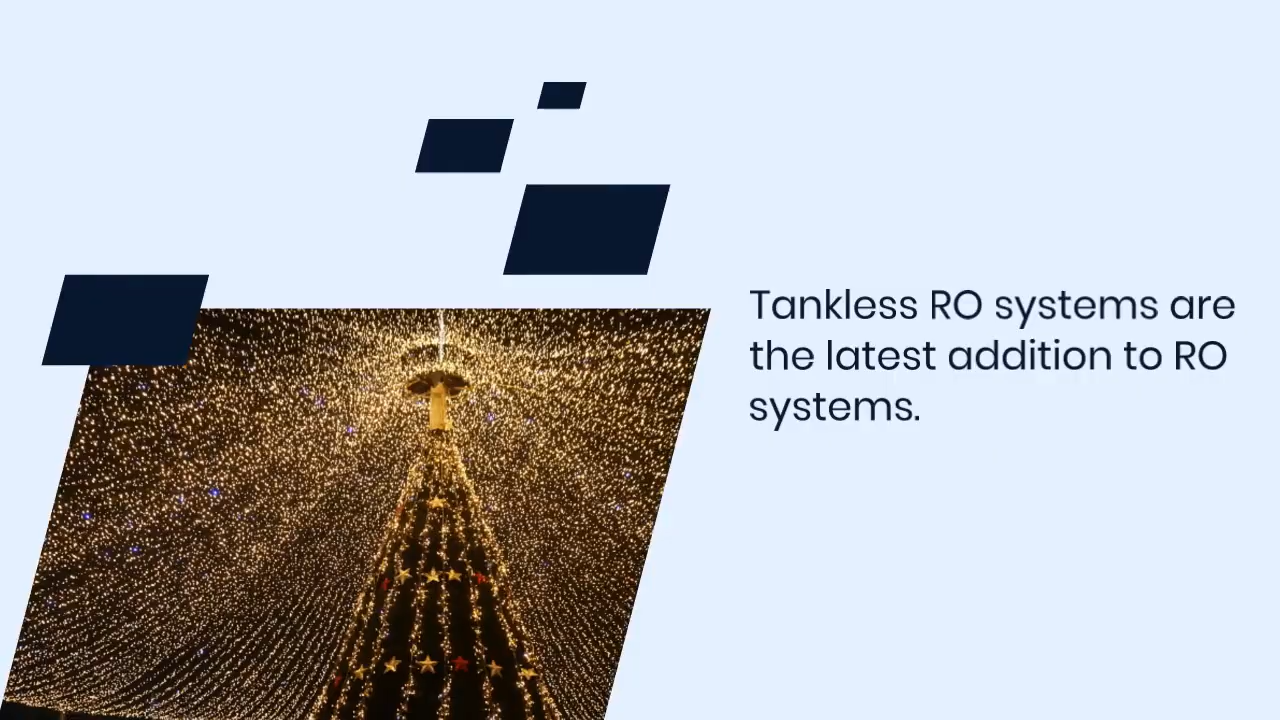 Tankless RO systems are
the latest addition to RO
systems.